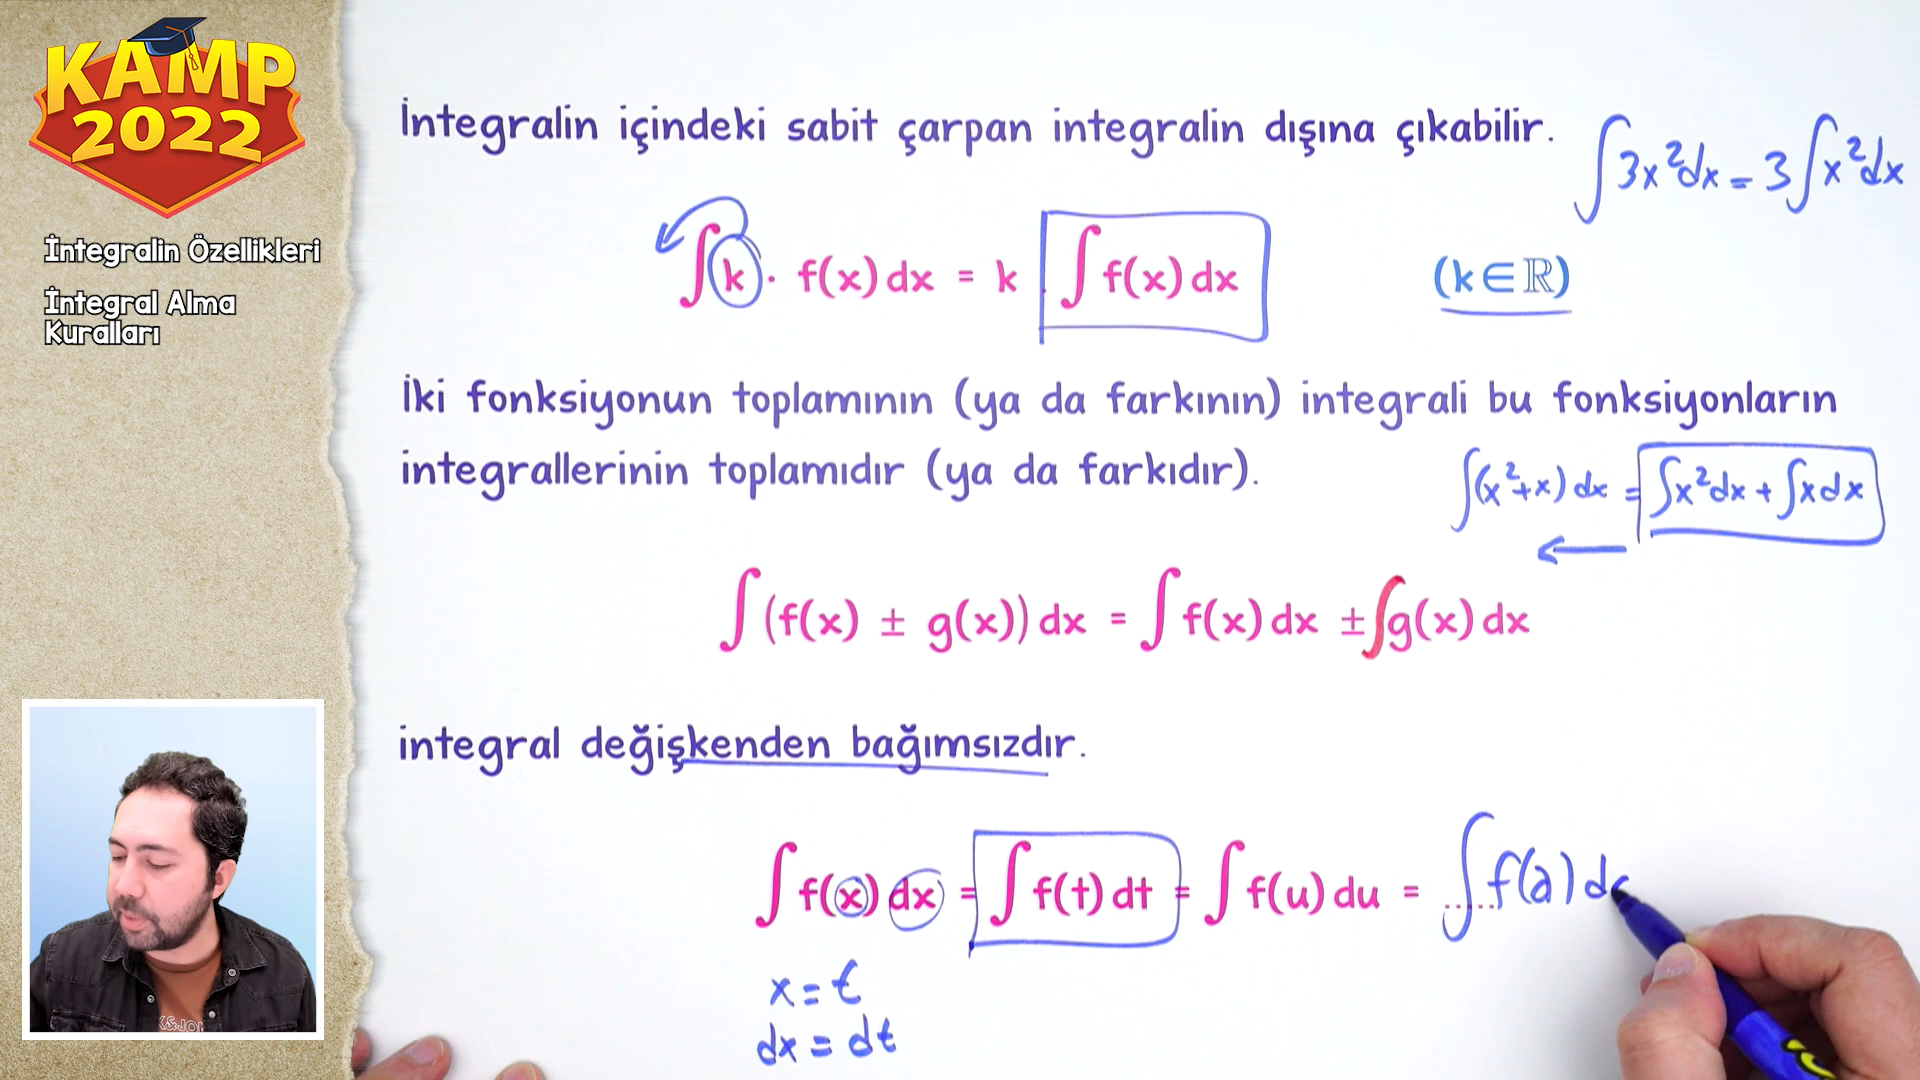 KAMP
2022
İntegralin Özellikleri
İntegral Alma
Kuralları
İntegralin içindeki sabit çarpan integralin dışına çıkabilir.
∫3x²dx = 3∫x²dx
∫k · f(x) dx = k . ∫f(x) dx (k ∈ ℝ)
İki fonksiyonun toplamının (ya da farkının) integrali bu fonksiyonların
integrallerinin toplamıdır (ya da farkıdır).
∫(x²+x) dx = ∫x²dx + ∫xdx
∫(f(x) ± g(x)) dx = ∫f(x) dx ± ∫g(x) dx
integral değişkenden bağımsızdır.
∫f(x) dx = ∫f(t) dt = ∫f(u) du = ......∫f(a) d
x = t
dx = dt